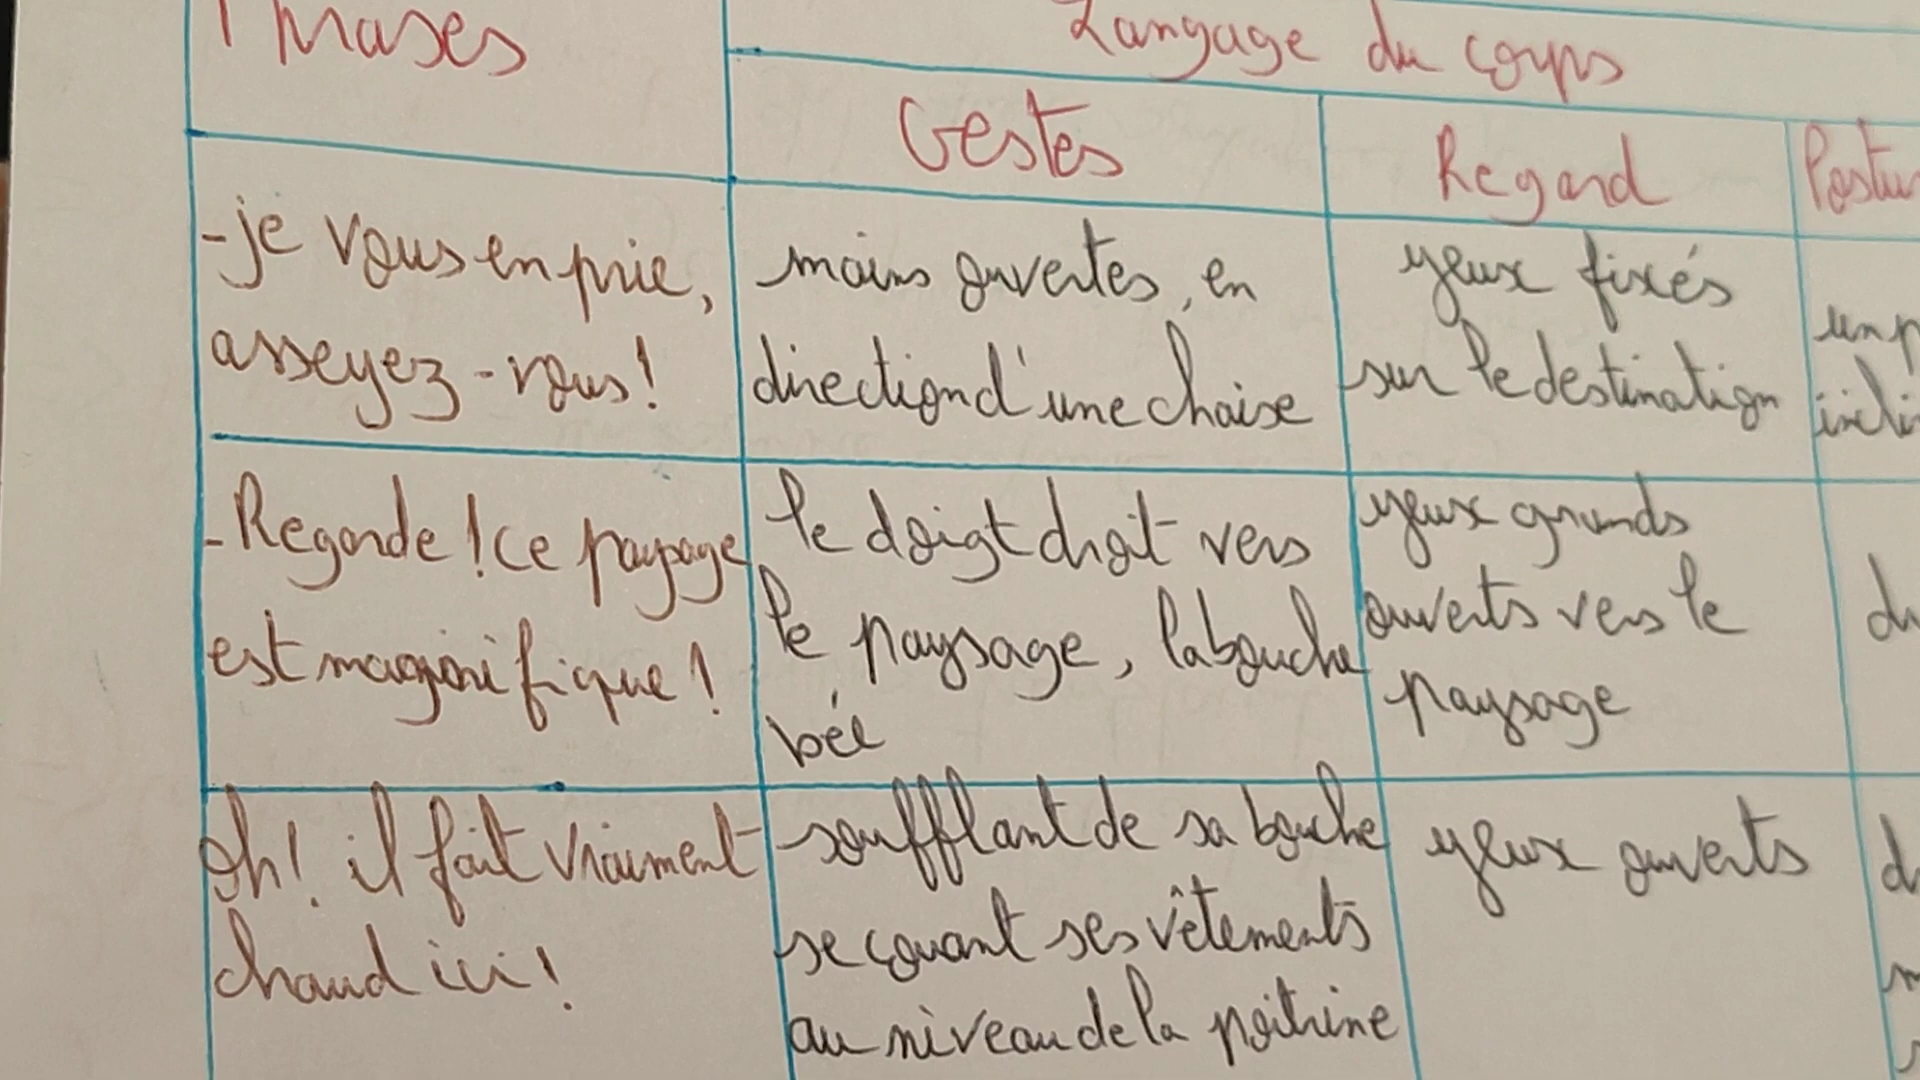 Phrases
Langage du corps
Gestes
Regard
-je vous en prie,
asseyez-vous!
mains ouvertes, en
direction d'une chaise
yeux fixés
sur le destination
-Regarde ! Ce paysage
est magnifique !
le doigt droit vers
le paysage, la bouche
bée
yeux grands
ouverts vers le
paysage
Oh! il fait vraiment
chaud ici !
soufflant de sa bouche
secouant ses vêtements
au niveau de la poitrine
yeux ouverts